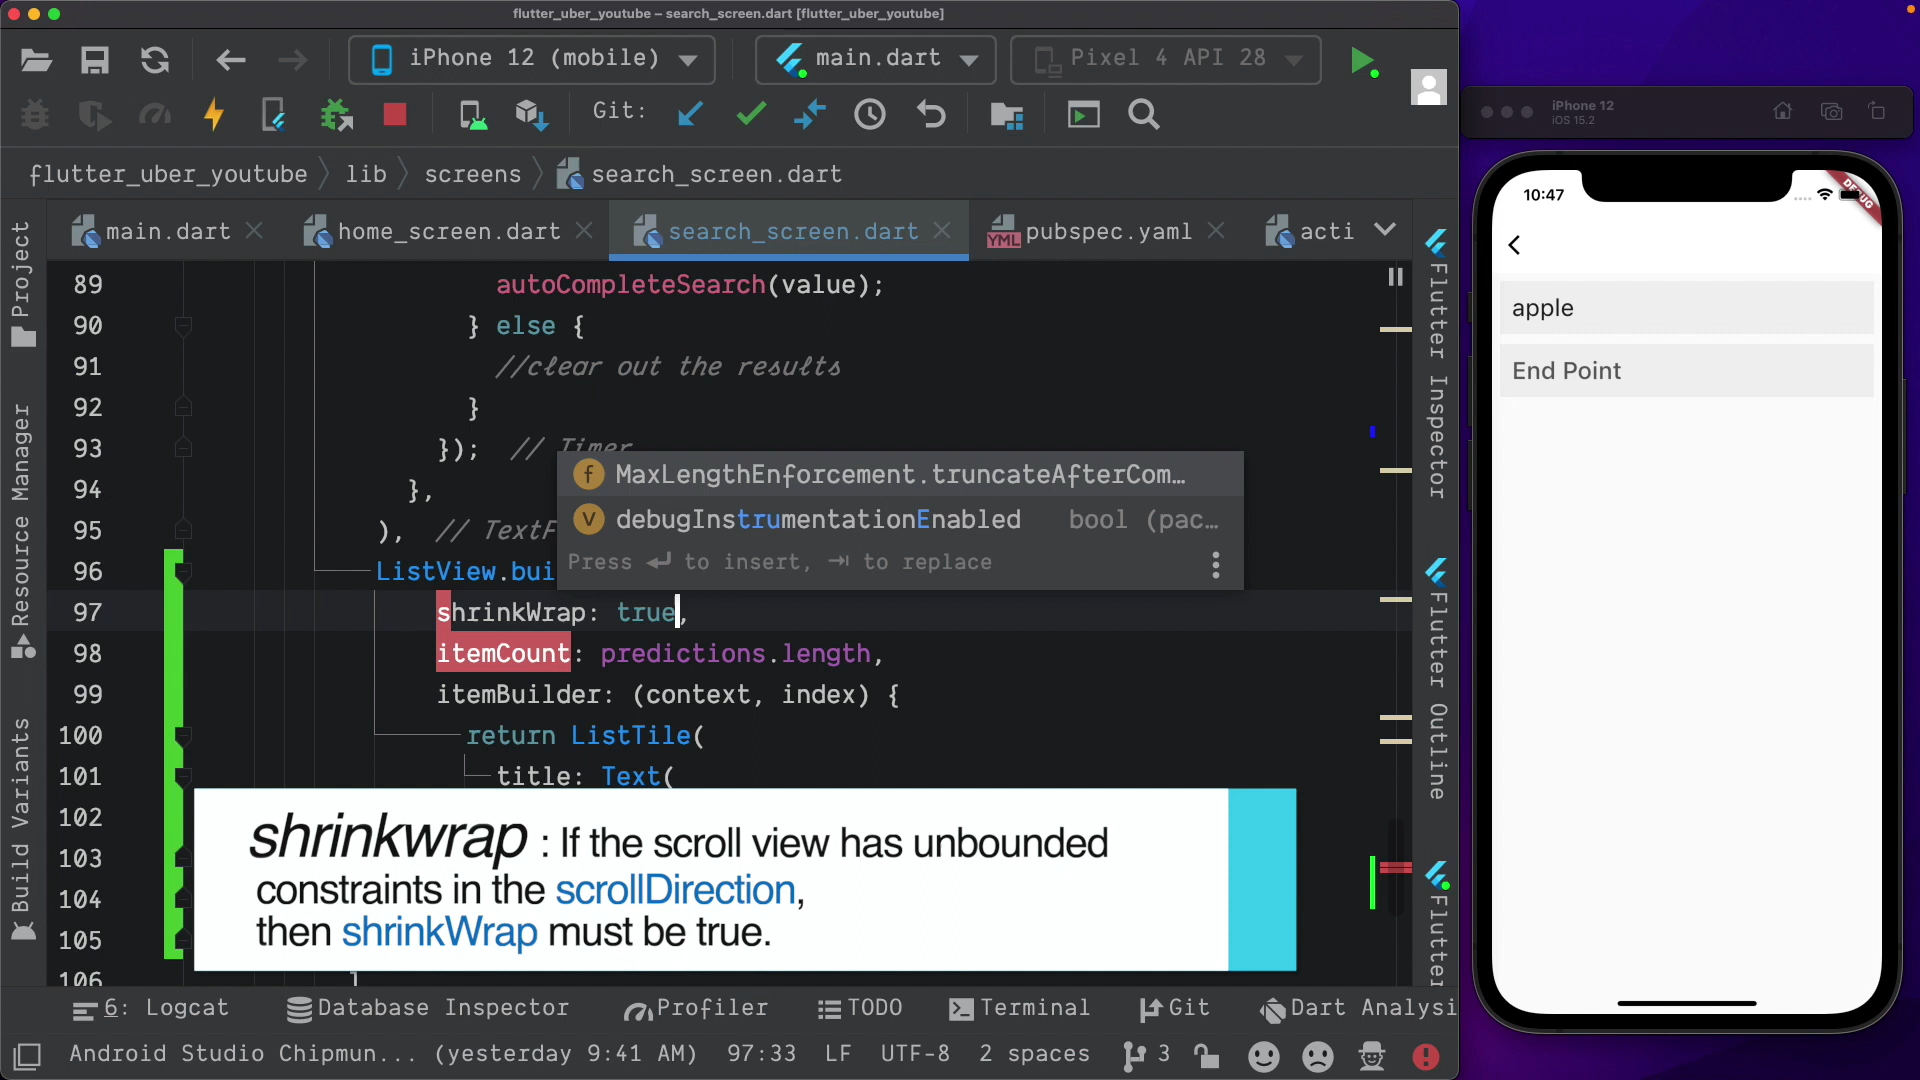 flutter_uber_youtube – search_screen.dart [flutter_uber_youtube]
iPhone 12 (mobile)
main.dart
Pixel 4 API 28
Git:
flutter_uber_youtube
lib
screens
search_screen.dart
main.dart
home_screen.dart
search_screen.dart
YML
pubspec.yaml
acti
Project
Resource Manager
Build Variants
89 autoCompleteSearch(value);
90 } else {
91 //clear out the results
92 }
93 }); // Timer
94 },
95 ), // TextF
96 ListView.bui
97 shrinkWrap: true,
98 itemCount: predictions.length,
99 itemBuilder: (context, index) {
100 return ListTile(
101 title: Text(
102
103
104
105
106 ]
f MaxLengthEnforcement.truncateAfterCom…
V debugInstrumentationEnabled bool (pac…
Press ↵ to insert, ⇥ to replace
shrinkwrap : If the scroll view has unbounded
constraints in the scrollDirection,
then shrinkWrap must be true.
Flutter Inspector
Flutter Outline
Flutter
6: Logcat
Database Inspector
Profiler
TODO
Terminal
Git
Dart Analysi
Android Studio Chipmun... (yesterday 9:41 AM)
97:33
LF
UTF-8
2 spaces
3
iPhone 12
iOS 15.2
10:47
DEBUG
apple
End Point